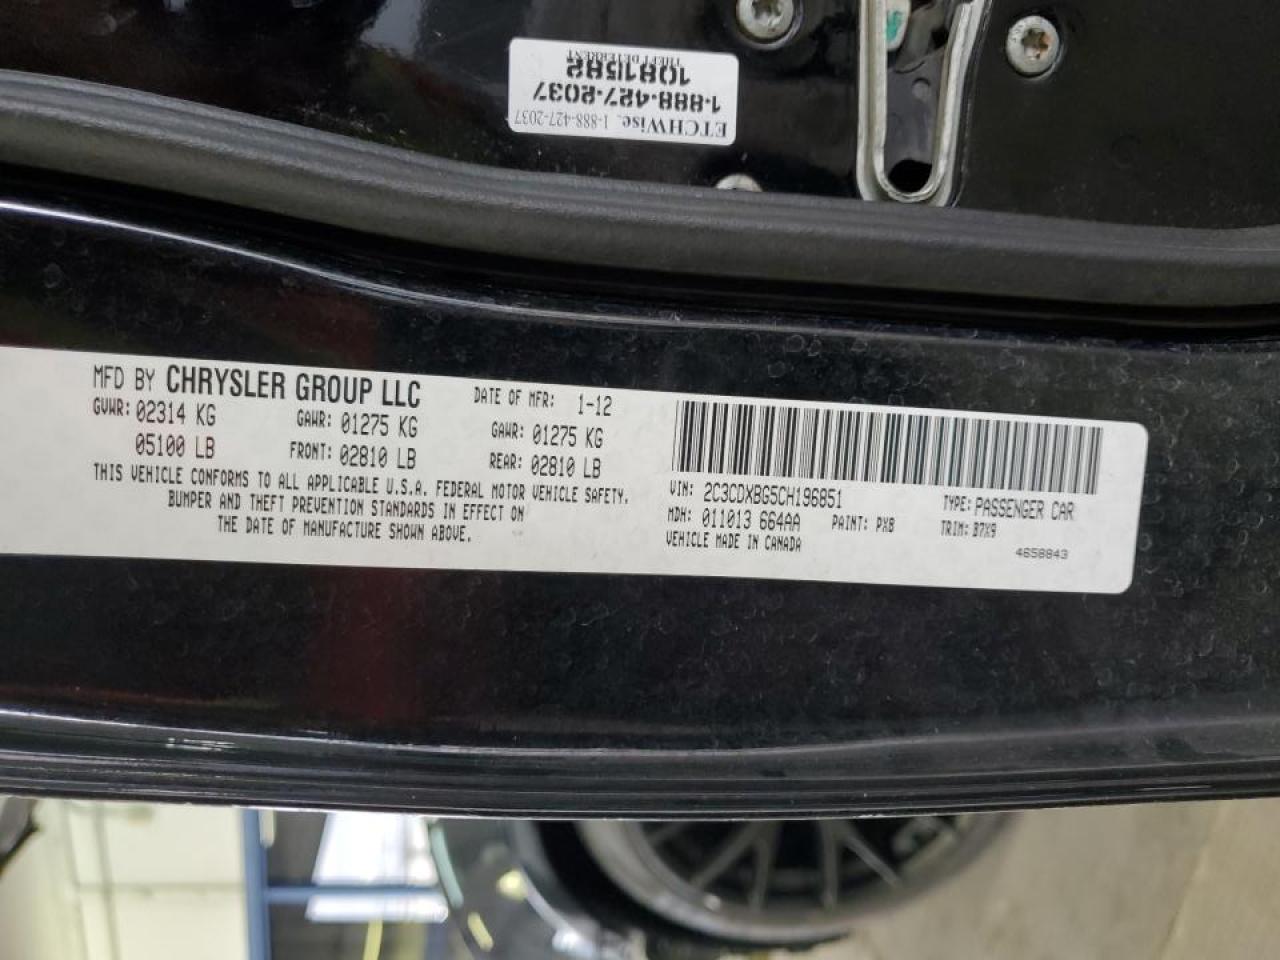 ETCHWise. 1-888-427-2037
1-888-427-2037
10811582
THEFT DETERRENT
MFD BY CHRYSLER GROUP LLC
DATE OF MFR: 1-12
GVWR: 02314 KG
GAWR: 01275 KG
GAWR: 01275 KG
05100 LB
FRONT: 02810 LB
REAR: 02810 LB
THIS VEHICLE CONFORMS TO ALL APPLICABLE U.S.A. FEDERAL MOTOR VEHICLE SAFETY.
BUMPER AND THEFT PREVENTION STANDARDS IN EFFECT ON
THE DATE OF MANUFACTURE SHOWN ABOVE.
VIN: 2C3CDXBG5CH196851
TYPE: PASSENGER CAR
MDH: 011013 664AA
PAINT: PXB
TRIM: B7X9
VEHICLE MADE IN CANADA
4658843